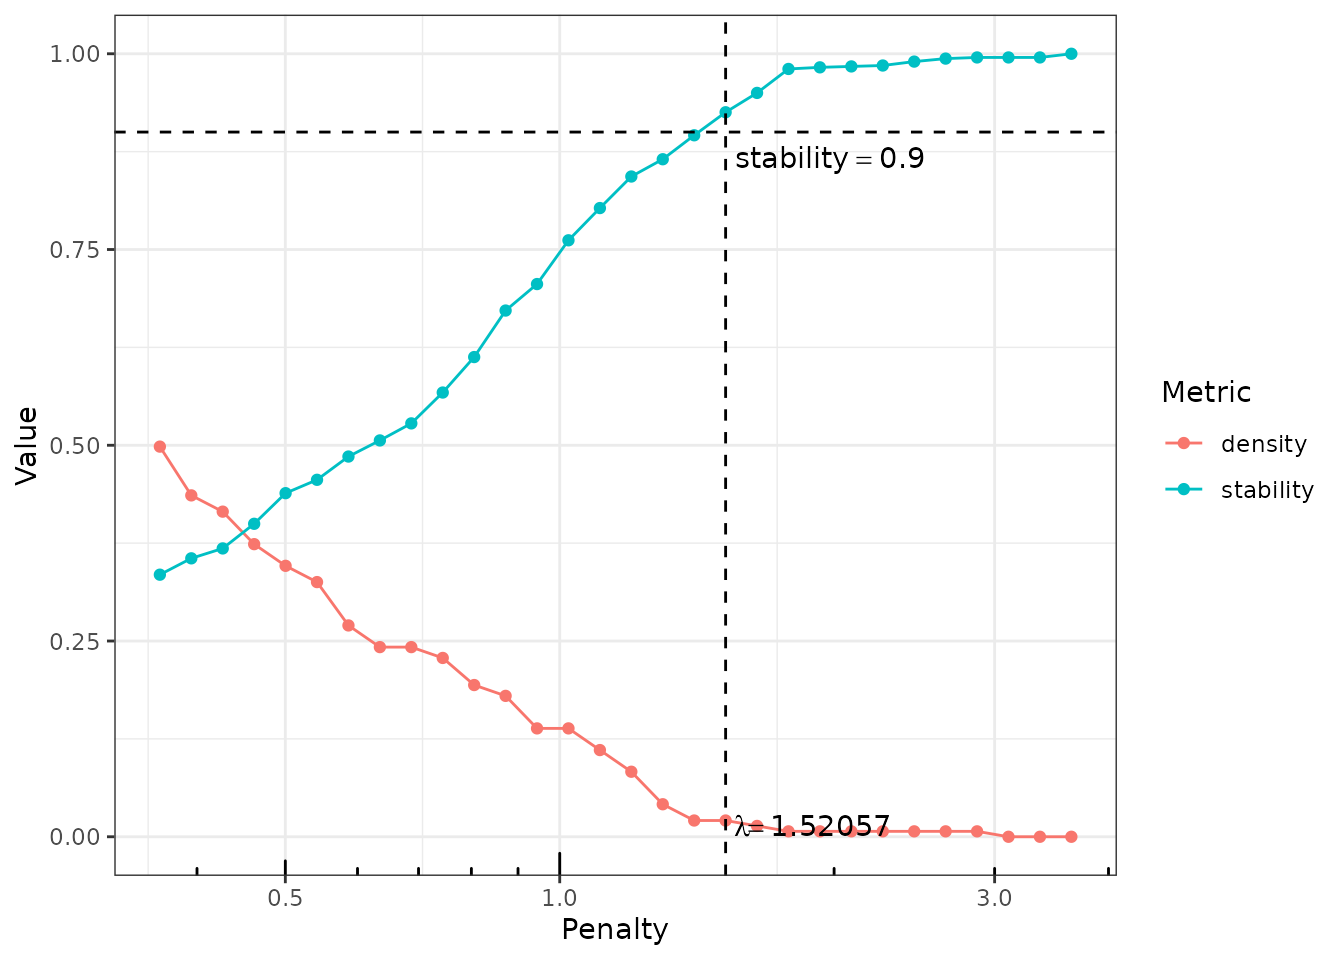 1.00
0.75
0.50
0.25
0.00
Value
stability = 0.9
λ= 1.52057
0.5
1.0
3.0
Penalty
Metric
density
stability